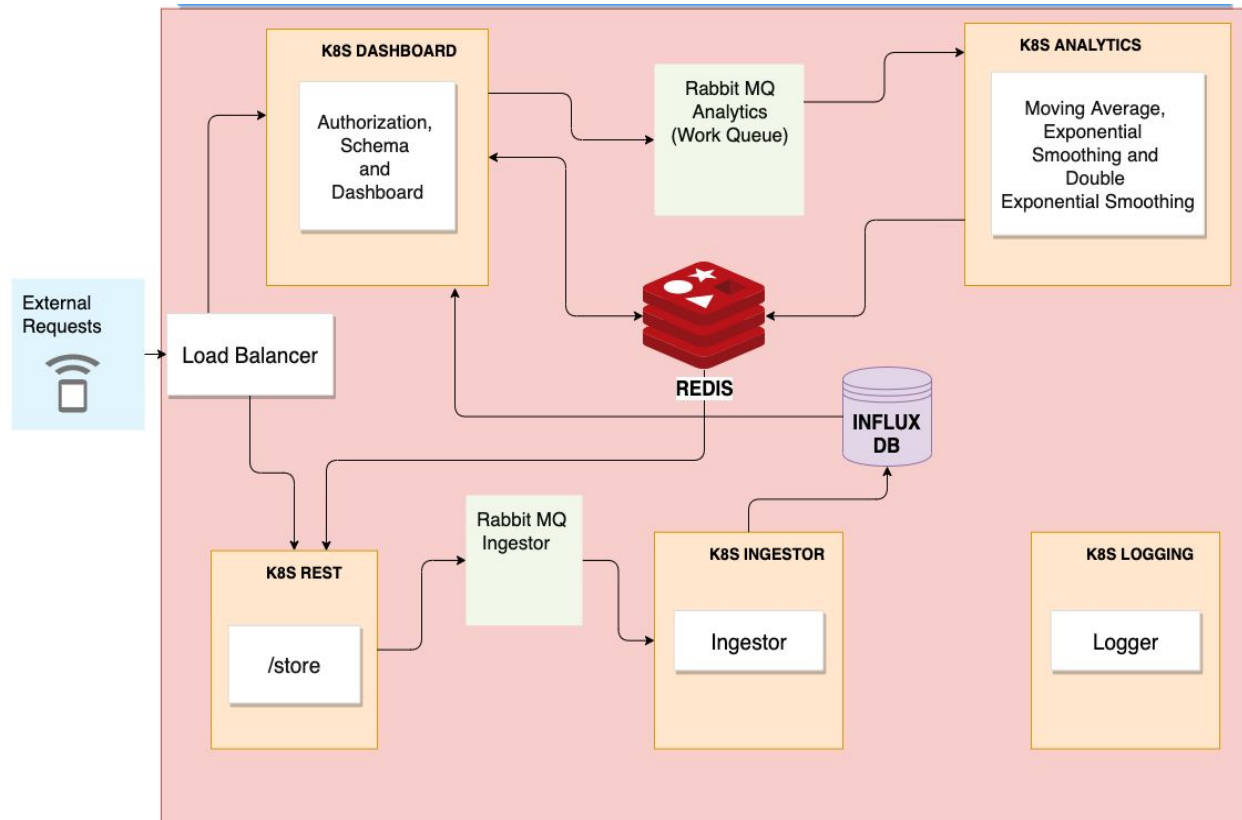 K8S DASHBOARD
Authorization,
Schema
and
Dashboard
Rabbit MQ
Analytics
(Work Queue)
K8S ANALYTICS
Moving Average,
Exponential
Smoothing and
Double
Exponential Smoothing
External
Requests
Load Balancer
REDIS
INFLUX
DB
K8S REST
/store
Rabbit MQ
Ingestor
K8S INGESTOR
Ingestor
K8S LOGGING
Logger